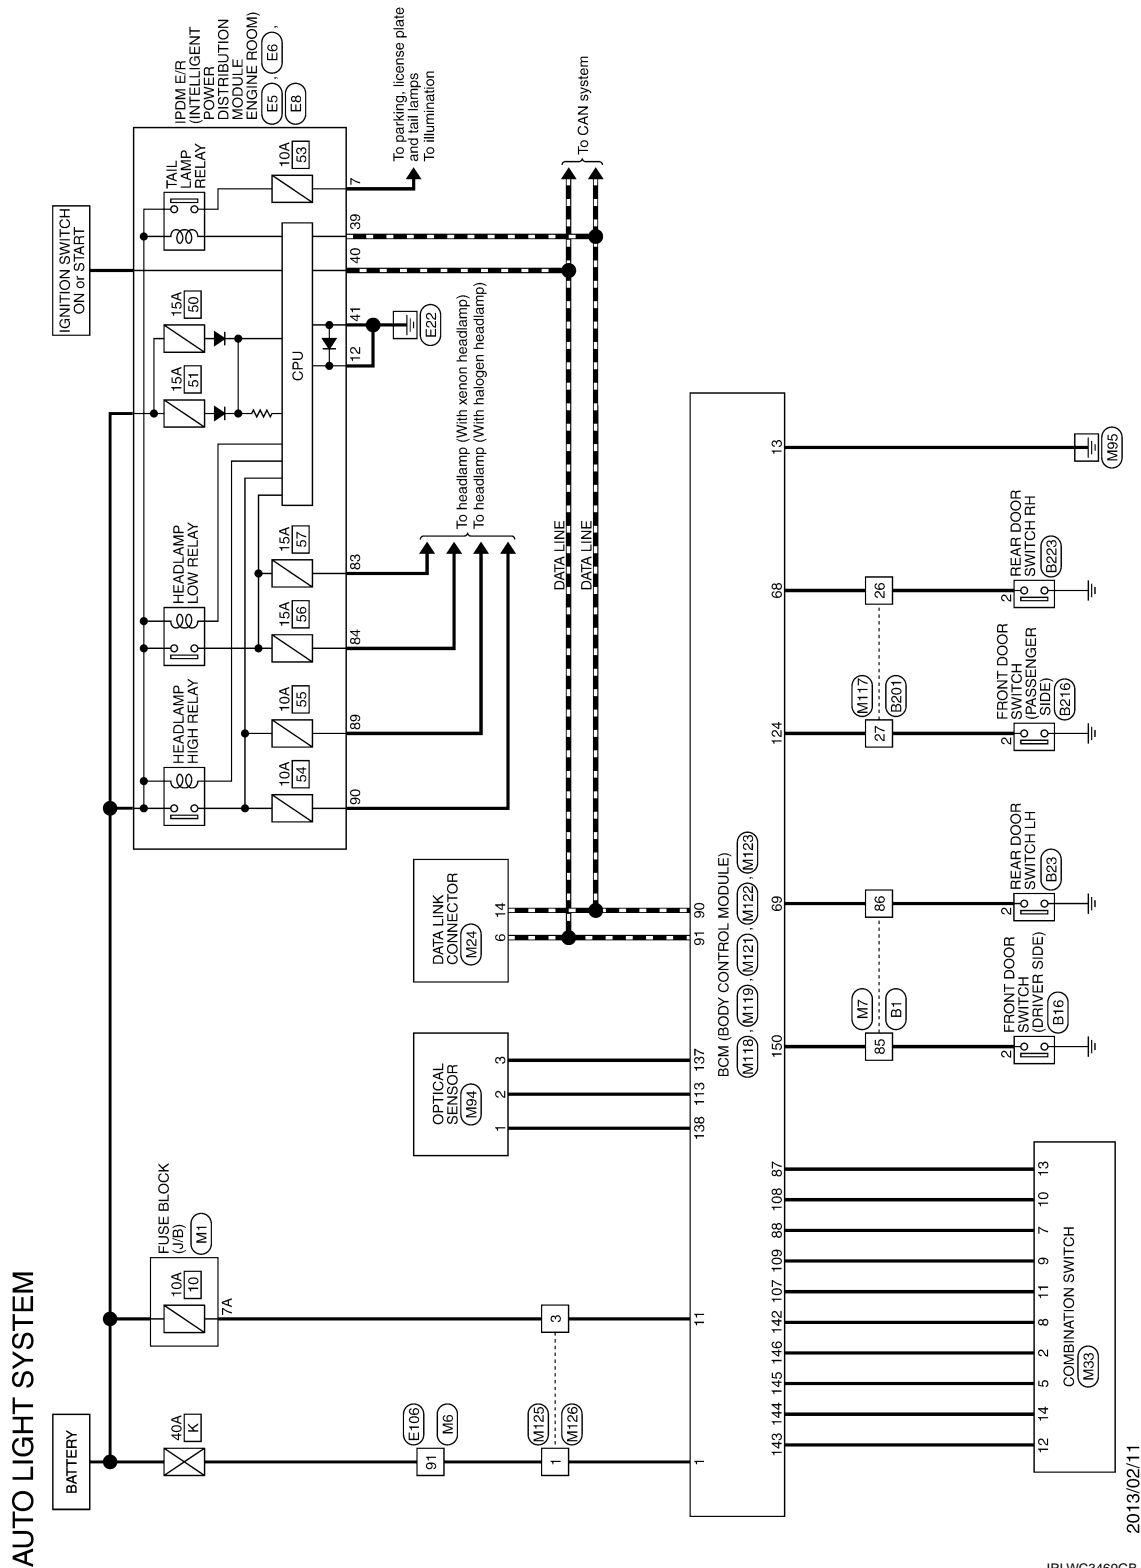 AUTO LIGHT SYSTEM
BATTERY
IGNITION SWITCH
ON or START
40A
K
FUSE BLOCK
(J/B)
M1
10A
10
7A
E106
M6
91
M125
M126
1
3
IPDM E/R
(INTELLIGENT
POWER
DISTRIBUTION
MODULE
ENGINE ROOM)
E5 , E6 ,
E8
HEADLAMP
HIGH RELAY
HEADLAMP
LOW RELAY
TAIL
LAMP
RELAY
15A
51
15A
50
10A
54
10A
55
15A
56
15A
57
10A
53
CPU
90
89
84
83
12
41
40
39
7
E22
To parking, license plate
and tail lamps
To illumination
To headlamp (With xenon headlamp)
To headlamp (With halogen headlamp)
To CAN system
DATA LINE
DATA LINE
OPTICAL
SENSOR
M94
1
2
3
DATA LINK
CONNECTOR
M24
6
14
1
11
138
113
137
91
90
BCM (BODY CONTROL MODULE)
M118 , M119 , M121 , M122 , M123
143
144
145
146
142
107
109
88
108
87
150
69
124
68
13
12
14
5
2
8
11
9
7
10
13
COMBINATION SWITCH
M33
M7
B1
85
86
M117
B201
27
26
2
FRONT DOOR
SWITCH
(DRIVER SIDE)
B16
2
REAR DOOR
SWITCH LH
B23
2
FRONT DOOR
SWITCH
(PASSENGER
SIDE)
B216
2
REAR DOOR
SWITCH RH
B223
M95
2013/02/11
JRLWC3469GB